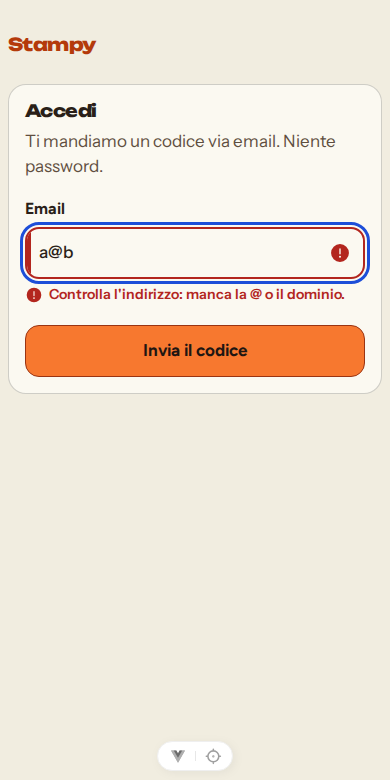 Stampy
Accedi
Ti mandiamo un codice via email. Niente
password.
Email
a@b
Controlla l'indirizzo: manca la @ o il dominio.
Invia il codice